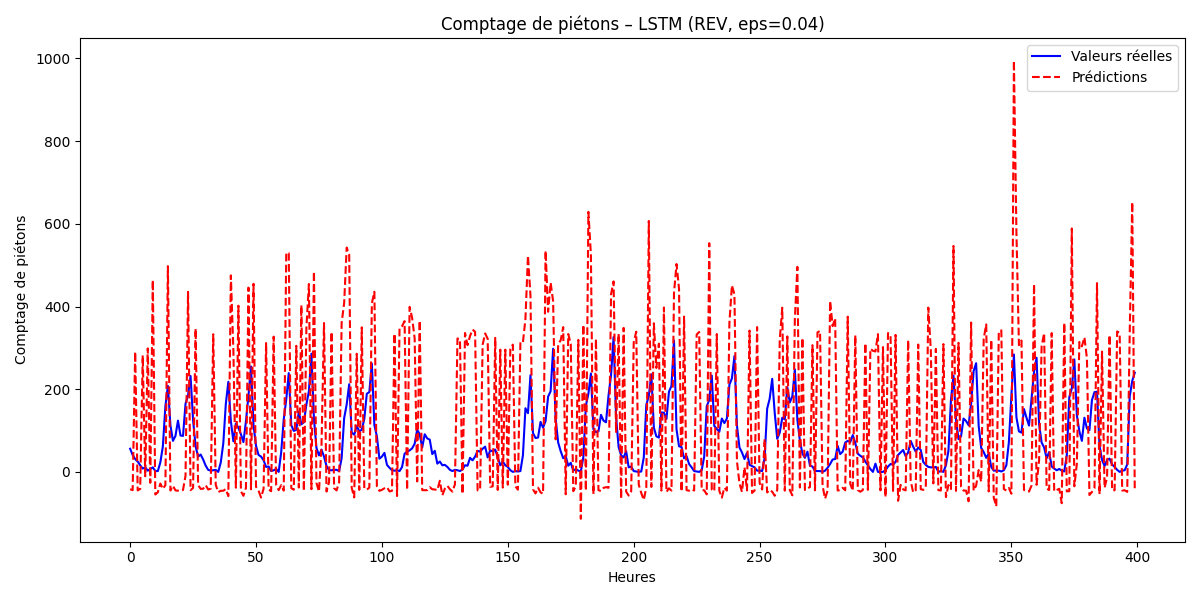 Comptage de piétons – LSTM (REV, eps=0.04)
Valeurs réelles
Prédictions
Comptage de piétons
1000
800
600
400
200
0
0 50 100 150 200 250 300 350 400
Heures